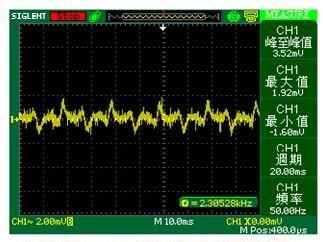 SIGLENT Stop MEASURE
CH1
峰至峰值
3.52mV
CH1
最大值
1.92mV
CH1
最小值
-1.60mV
CH1
週期
20.00ms
CH1
頻率
50.00Hz
1
= 2.30528kHz
CH1~ 2.00mV B M 10.0ms CH1 X0.00mV
M Pos:400.0µs